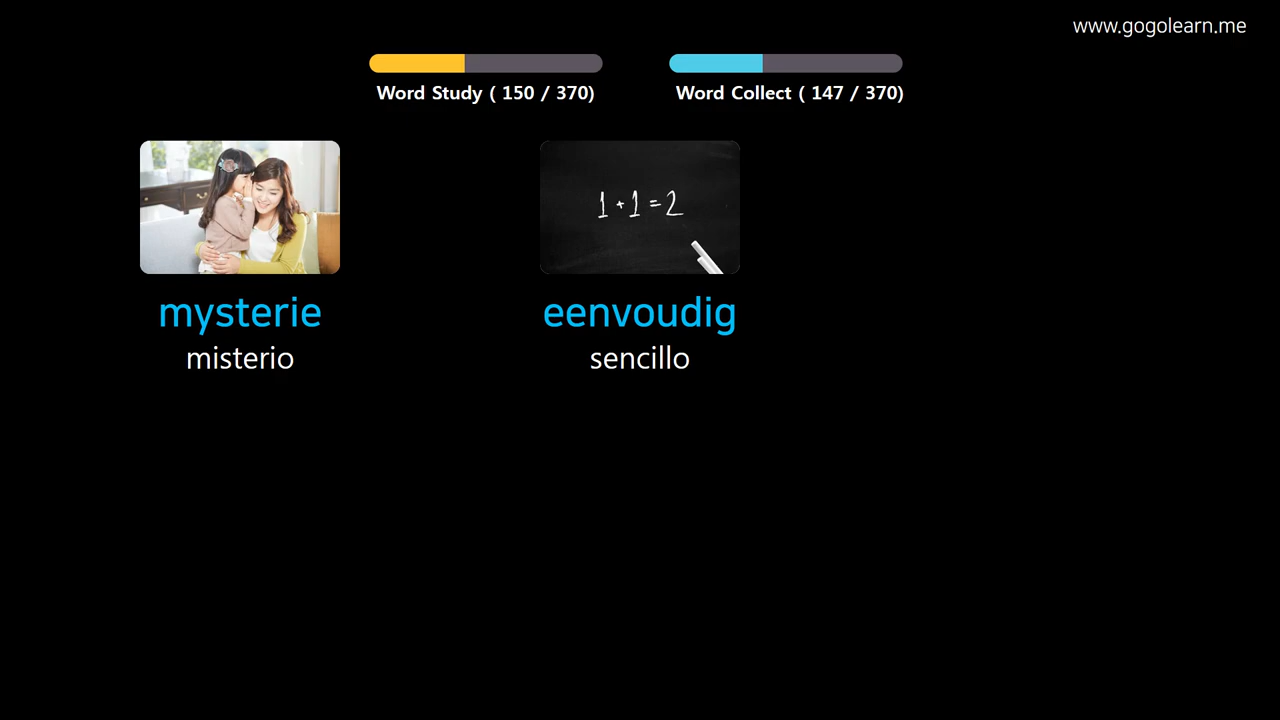 www.gogolearn.me
Word Study ( 150 / 370)
Word Collect ( 147 / 370)
1 + 1 = 2
mysterie
misterio
eenvoudig
sencillo